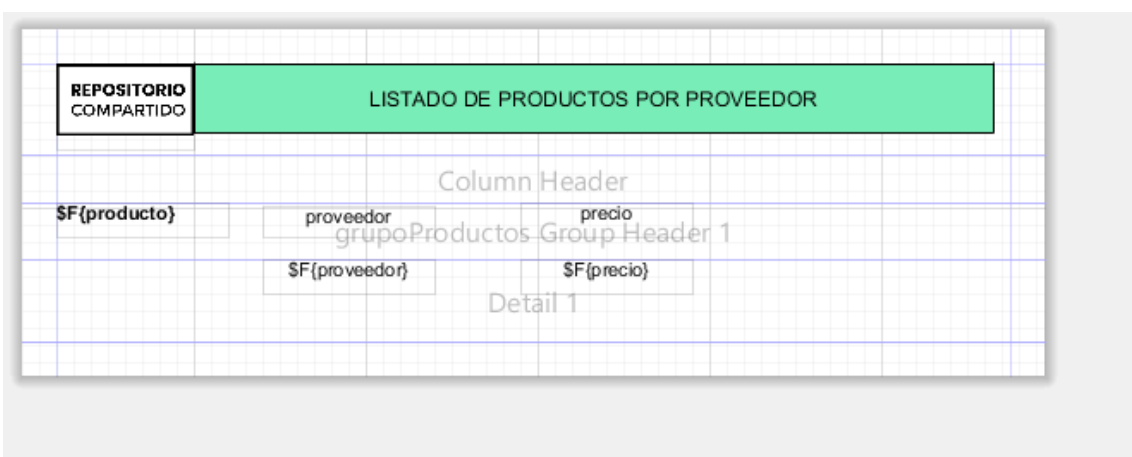 REPOSITORIO
COMPARTIDO
LISTADO DE PRODUCTOS POR PROVEEDOR
Column Header
$F{producto}
proveedor
precio
grupoProductos Group Header 1
$F{proveedor}
$F{precio}
Detail 1